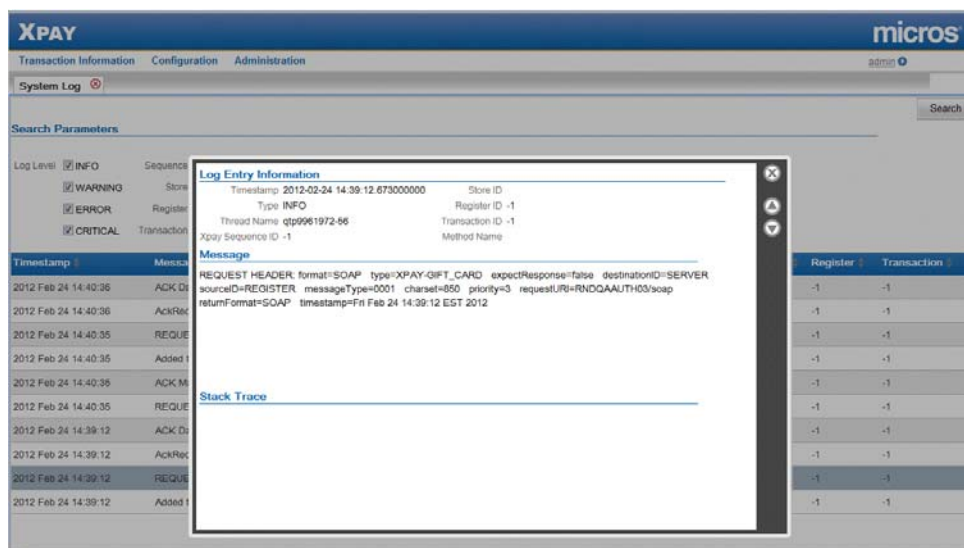 XPAY
micros
Transaction Information Configuration Administration
admin
System Log
Search
Search Parameters
Log Level INFO Sequence
WARNING Store
ERROR Register
CRITICAL Transaction
Log Entry Information
Timestamp 2012-02-24 14:39:12.673000000 Store ID
Type INFO Register ID -1
Thread Name qtp9961972-56 Transaction ID -1
Xpay Sequence ID -1 Method Name
Message
REQUEST HEADER: format=SOAP type=XPAY-GIFT_CARD expectResponse=false destinationID=SERVER
sourceID=REGISTER messageType=0001 charset=850 priority=3 requestURI=RNDQAAUTH03/soap
returnFormat=SOAP timestamp=Fri Feb 24 14:39:12 EST 2012
Stack Trace
Timestamp Messa Register Transaction
2012 Feb 24 14:40:36 ACK Da -1 -1
2012 Feb 24 14:40:36 AckRec -1 -1
2012 Feb 24 14:40:35 REQUE -1 -1
2012 Feb 24 14:40:35 Added t -1 -1
2012 Feb 24 14:40:35 ACK M -1 -1
2012 Feb 24 14:40:35 REQUE -1 -1
2012 Feb 24 14:39:12 ACK Da -1 -1
2012 Feb 24 14:39:12 AckRec -1 -1
2012 Feb 24 14:39:12 REQUE -1 -1
2012 Feb 24 14:39:12 Added t -1 -1